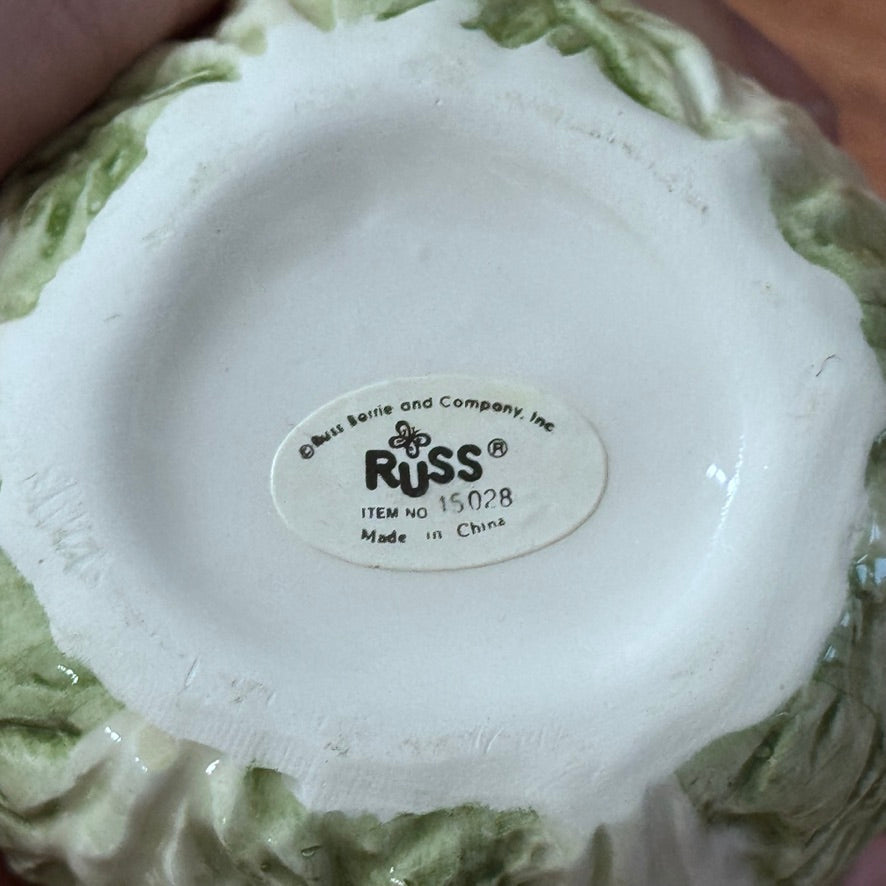 ©Russ Berrie and Company, Inc.
RUSS®
ITEM NO 15028
Made in China